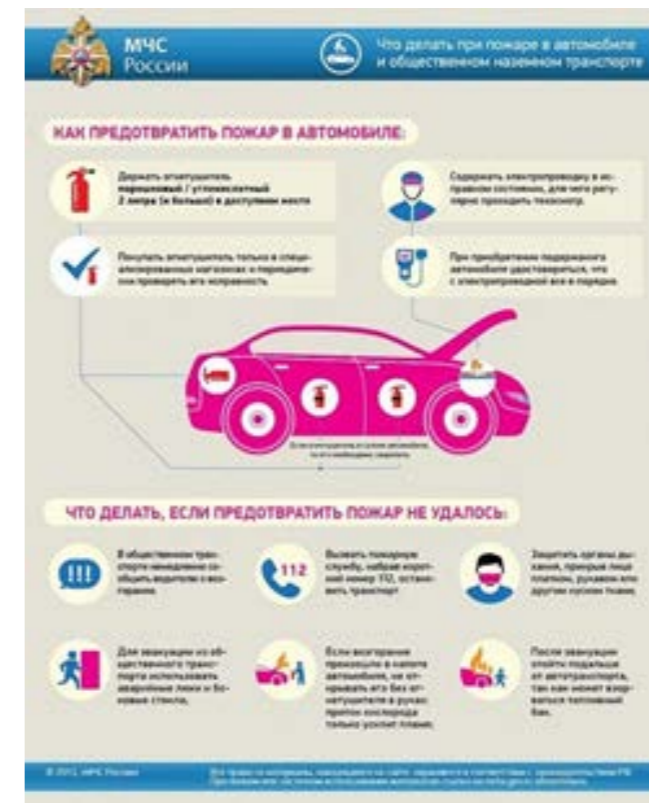 МЧС
России
Что делать при пожаре в автомобиле
и общественном наземном транспорте
КАК ПРЕДОТВРАТИТЬ ПОЖАР В АВТОМОБИЛЕ:
Держать огнетушитель
порошковый / углекислотный
2 литра (и больше) в доступном месте
Содержать электропроводку в ис-
правном состоянии, для чего регу-
лярно проходить техосмотр.
Покупать огнетушитель только в специ-
ализированных магазинах и периодиче-
ски проверять его исправность
При приобретении подержанного
автомобиля удостовериться, что
с электропроводкой все в порядке.
ЧТО ДЕЛАТЬ, ЕСЛИ ПРЕДОТВРАТИТЬ ПОЖАР НЕ УДАЛОСЬ:
!!!
В общественном тран-
спорте немедленно со-
общить водителю о воз-
горании.
112
Вызвать пожарную
службу, набрав корот-
кий номер 112, остано-
вить транспорт
Защитить органы ды-
хания, прикрыв лицо
платком, рукавом или
другим куском ткани;
Для эвакуации из об-
щественного транс-
порта использовать
аварийные люки и бо-
ковые стекла;
Если возгорание
произошло в капоте
автомобиля, не от-
крывать его без ог-
нетушителя в руках:
приток кислорода
только усилит пламя;
После эвакуации
отойти подальше
от автотранспорта,
так как может взор-
ваться топливный
бак.
© 2012, МЧС России